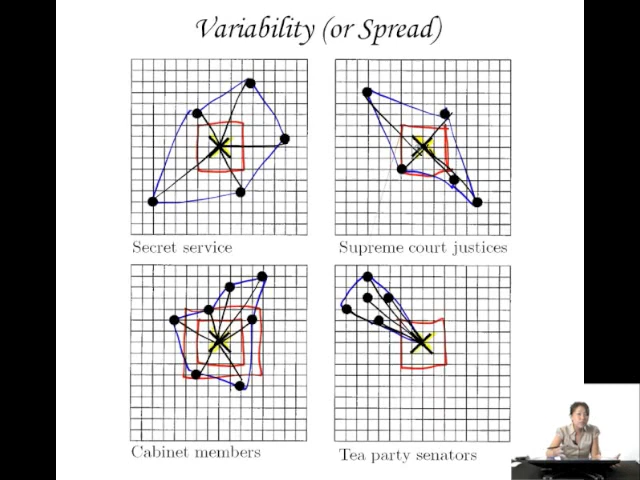 Variability (or Spread)
Secret service
Supreme court justices
Cabinet members
Tea party senators